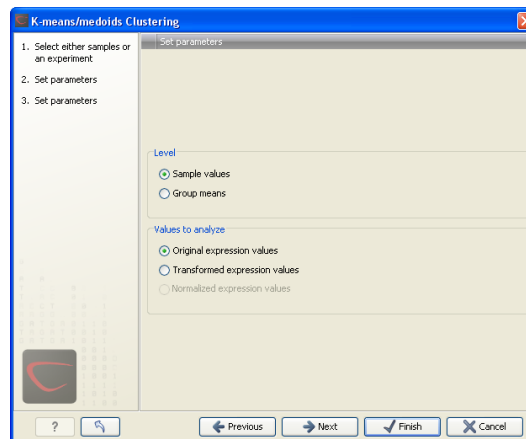 K-means/medoids Clustering
1. Select either samples or
an experiment
2. Set parameters
3. Set parameters
Set parameters
Level
Sample values
Group means
Values to analyze
Original expression values
Transformed expression values
Normalized expression values
?
Previous
Next
Finish
Cancel